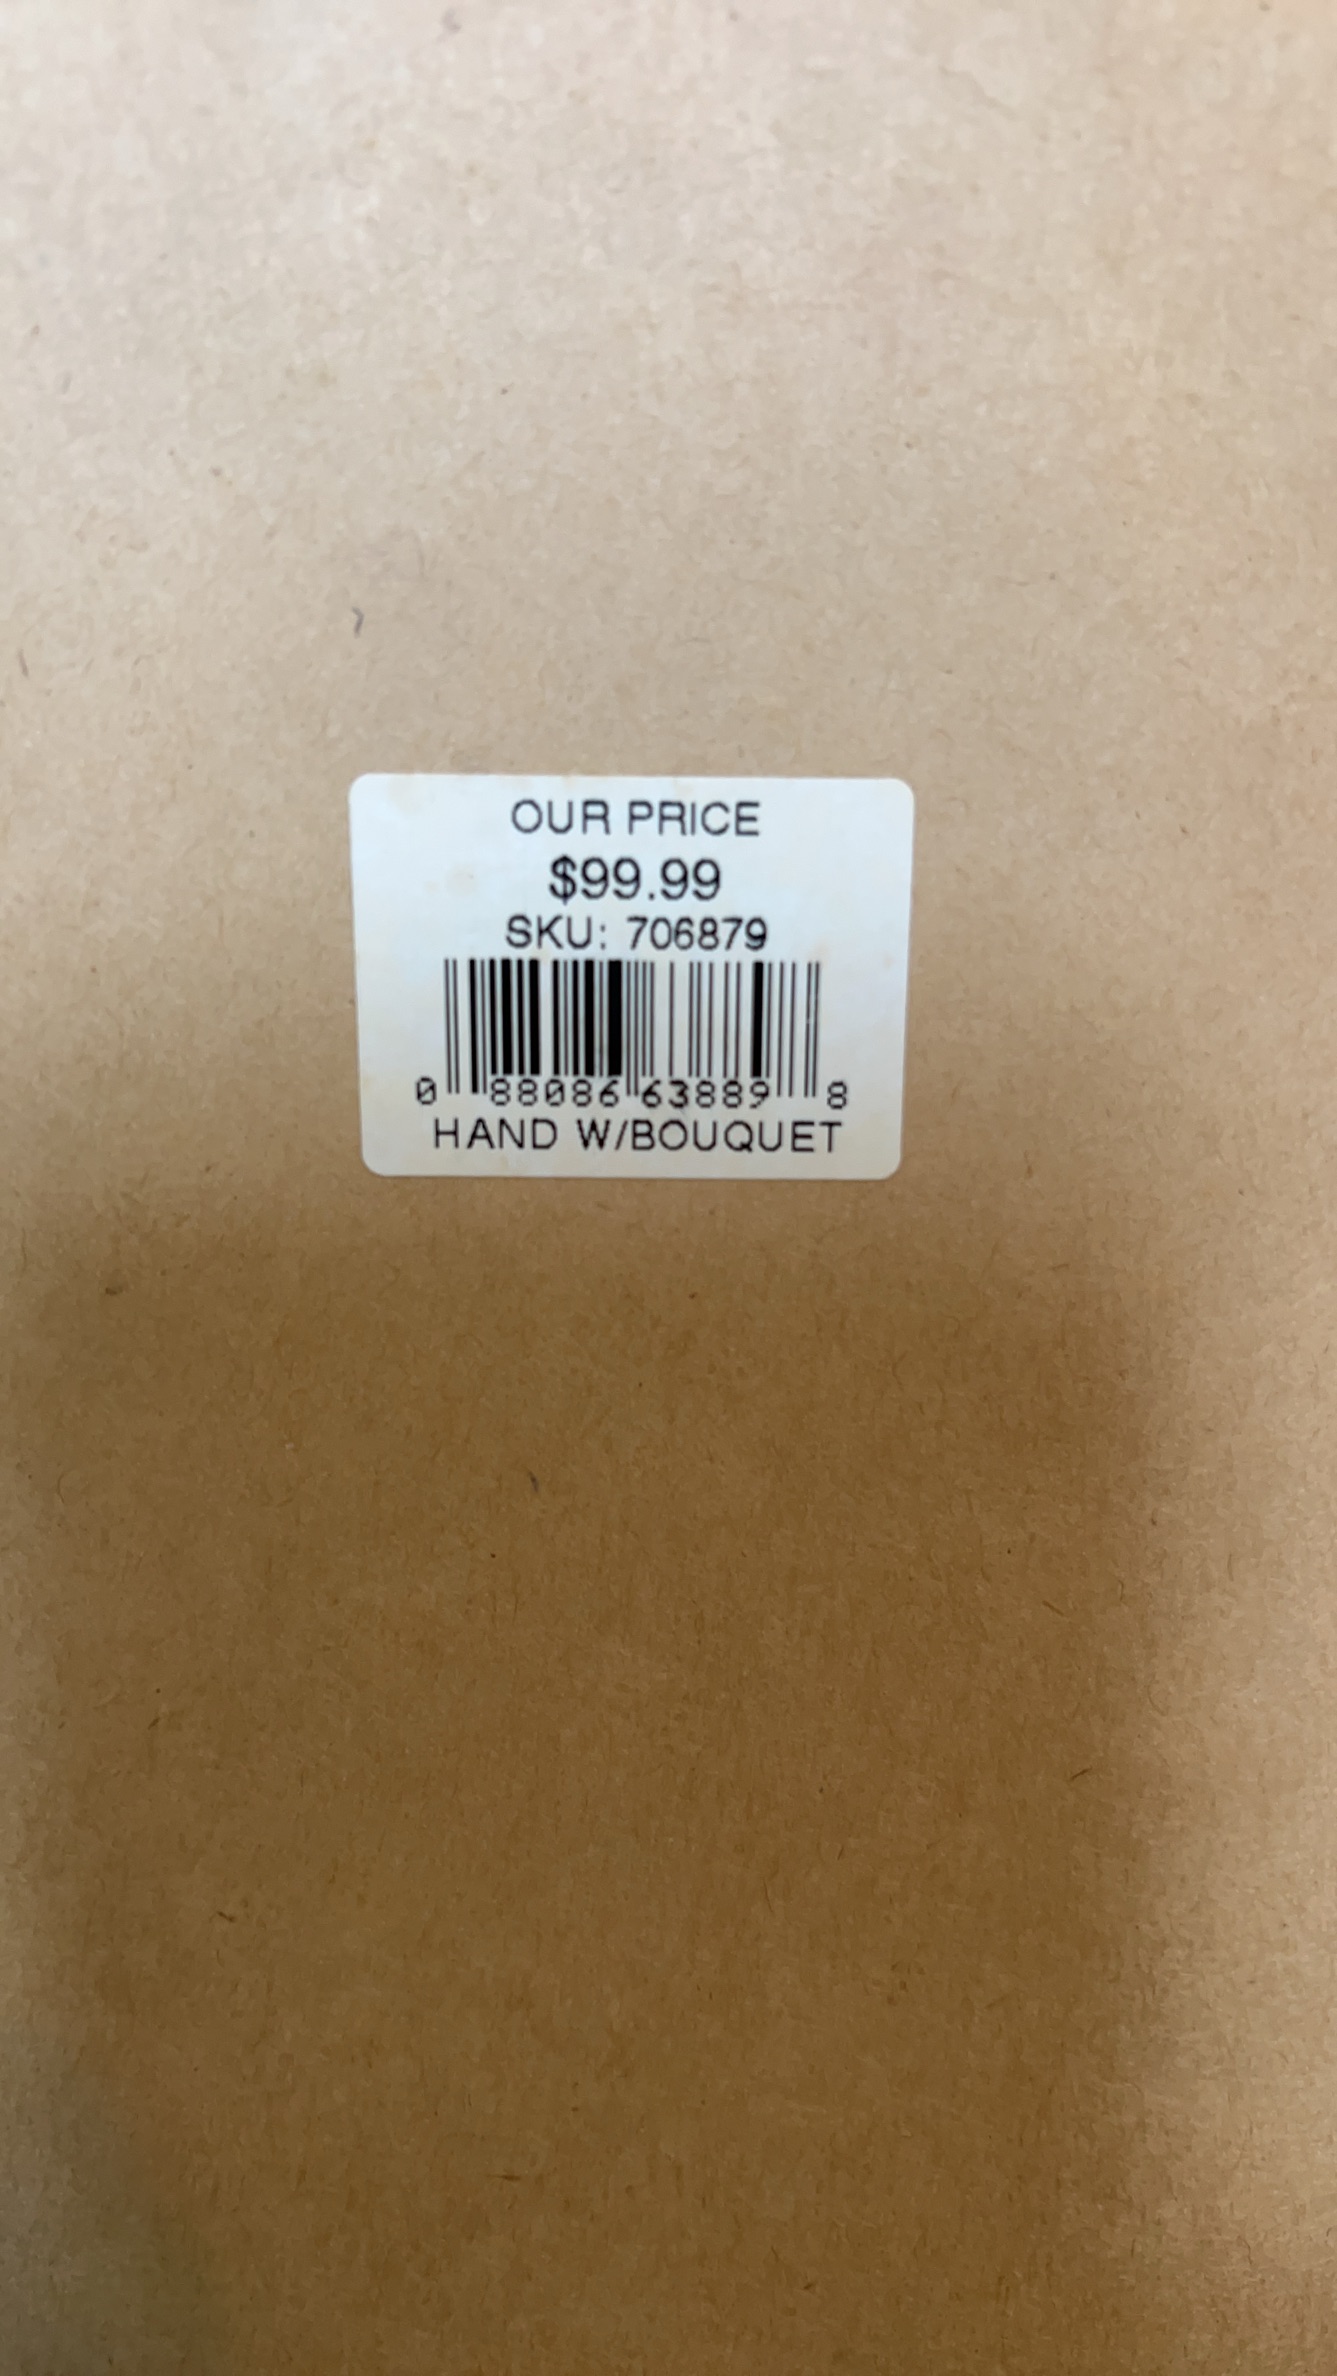 OUR PRICE
$99.99
SKU: 706879
0 88086 63889 8
HAND W/BOUQUET